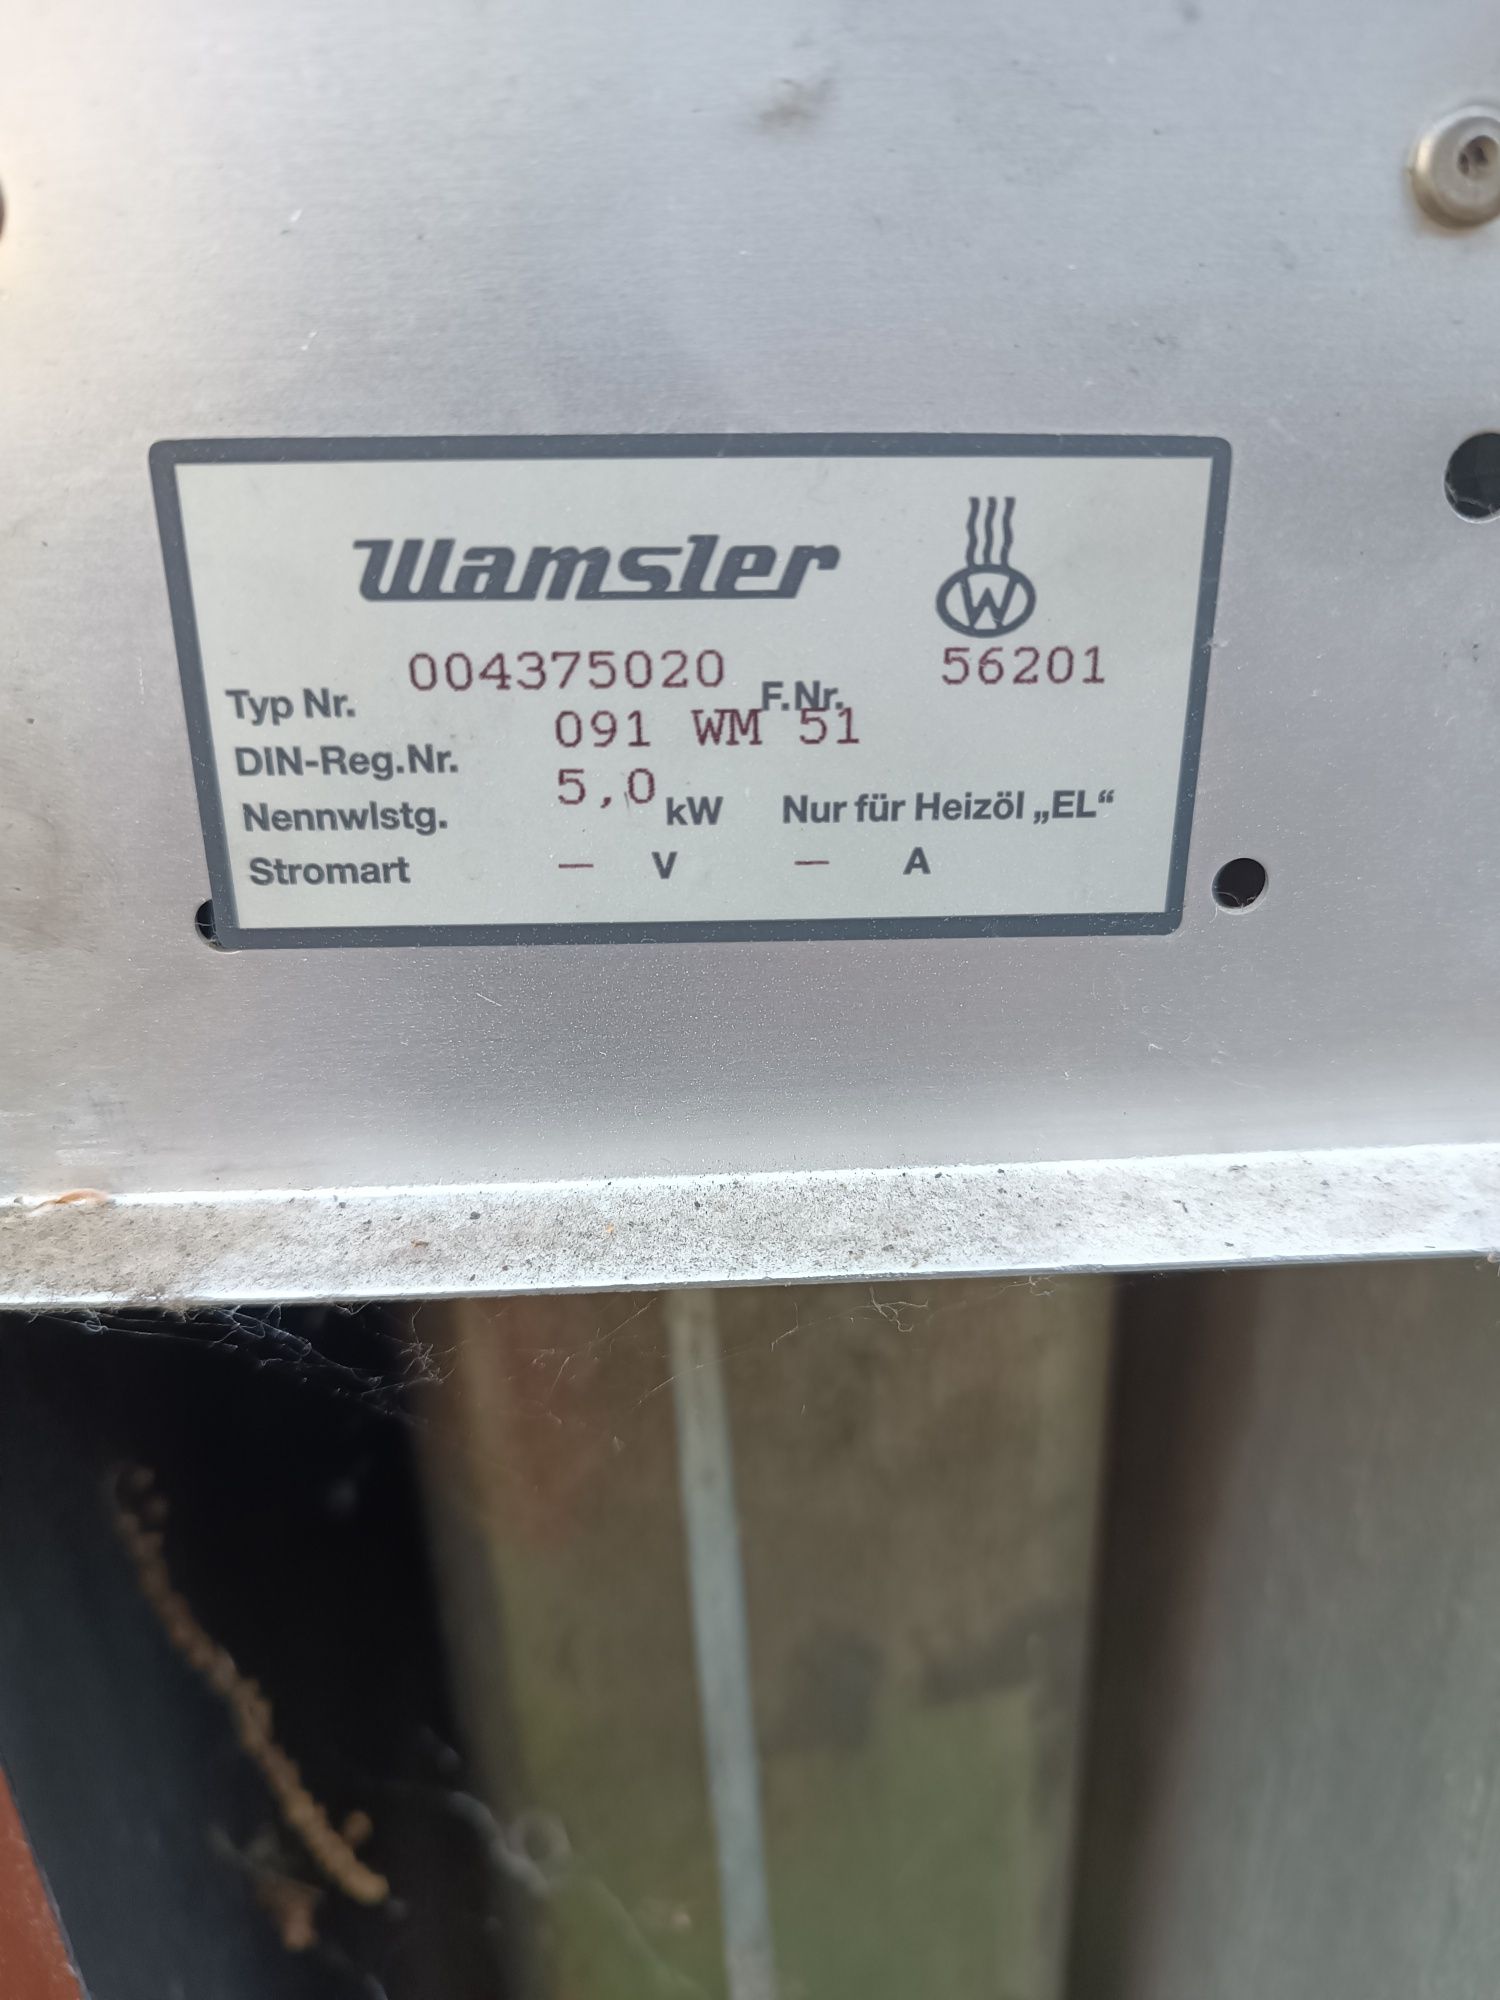 Wamsler W
Typ Nr. 004375020 F.Nr. 56201
DIN-Reg.Nr. 091 WM 51
Nennwlstg. 5,0 kW Nur für Heizöl „EL“
Stromart — V — A